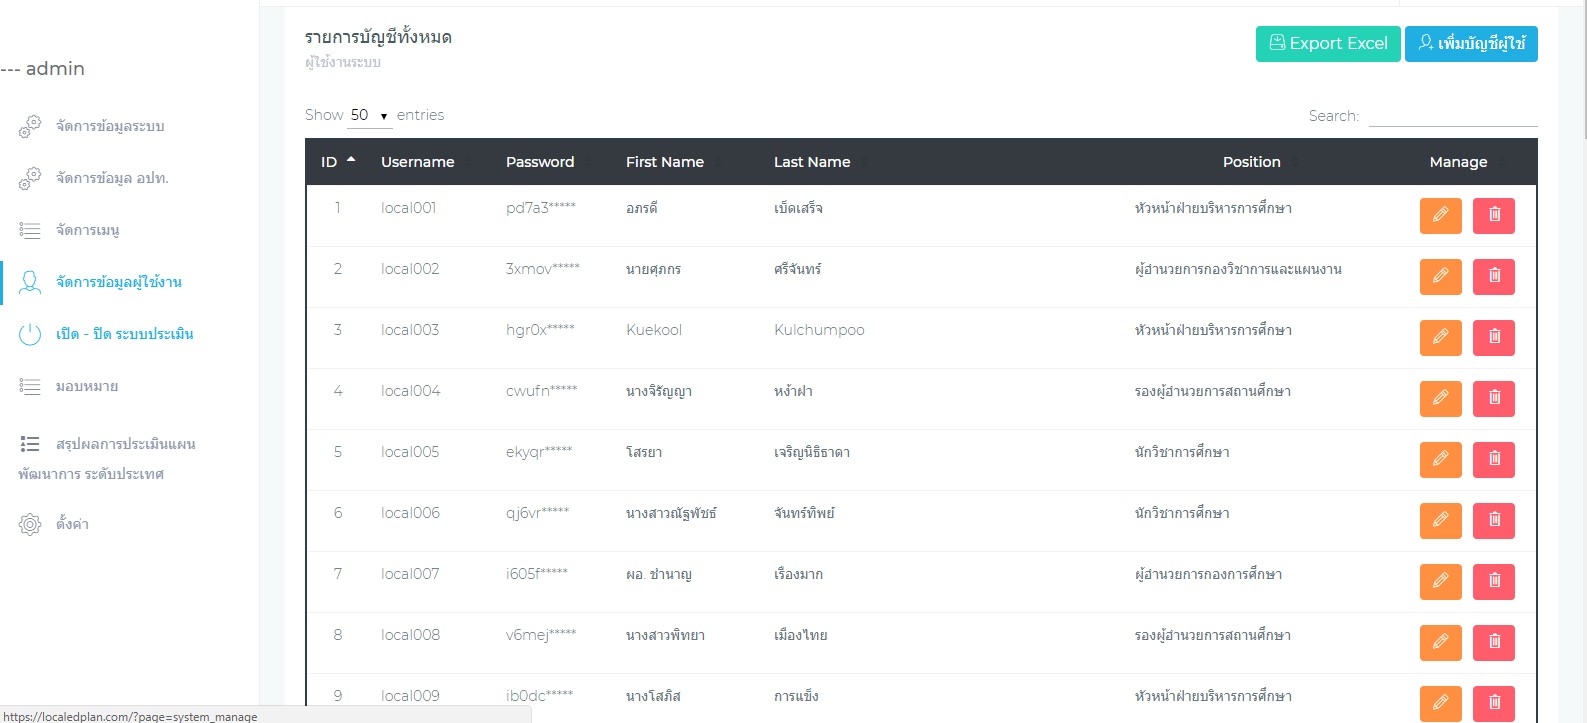 --- admin
จัดการข้อมูลระบบ
จัดการข้อมูล อปท.
จัดการเมนู
จัดการข้อมูลผู้ใช้งาน
เปิด - ปิด ระบบประเมิน
มอบหมาย
สรุปผลการประเมินแผน
พัฒนาการ ระดับประเทศ
ตั้งค่า
รายการบัญชีทั้งหมด
ผู้ใช้งานระบบ
Export Excel เพิ่มบัญชีผู้ใช้
Show 50 entries Search:
ID Username Password First Name Last Name Position Manage
1 local001 pd7a3***** อภรดี เบ็ดเสร็จ หัวหน้าฝ่ายบริหารการศึกษา
2 local002 3xmov***** นายศุภกร ศรีจันทร์ ผู้อำนวยการกองวิชาการและแผนงาน
3 local003 hgr0x***** Kuekool Kulchumpoo หัวหน้าฝ่ายบริหารการศึกษา
4 local004 cwufn***** นางจิรัญญา หง้าฝา รองผู้อำนวยการสถานศึกษา
5 local005 ekyqr***** โสรยา เจริญนิธิธาดา นักวิชาการศึกษา
6 local006 qj6vr***** นางสาวณัฐพัชธ์ จันทร์ทิพย์ นักวิชาการศึกษา
7 local007 i605f***** ผอ. ชำนาญ เรืองมาก ผู้อำนวยการกองการศึกษา
8 local008 v6mej***** นางสาวพิทยา เมืองไทย รองผู้อำนวยการสถานศึกษา
9 local009 ib0dc***** นางโสภิส การแข็ง หัวหน้าฝ่ายบริหารการศึกษา
https://localedplan.com/?page=system_manage